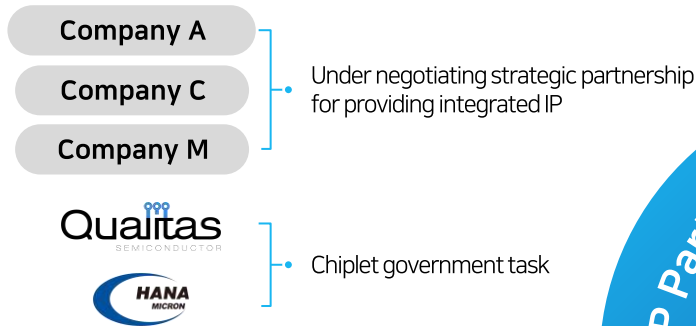 Company A
Company C
Company M
Under negotiating strategic partnership
for providing integrated IP
Qualitas
SEMICONDUCTOR
HANA
MICRON
Chiplet government task